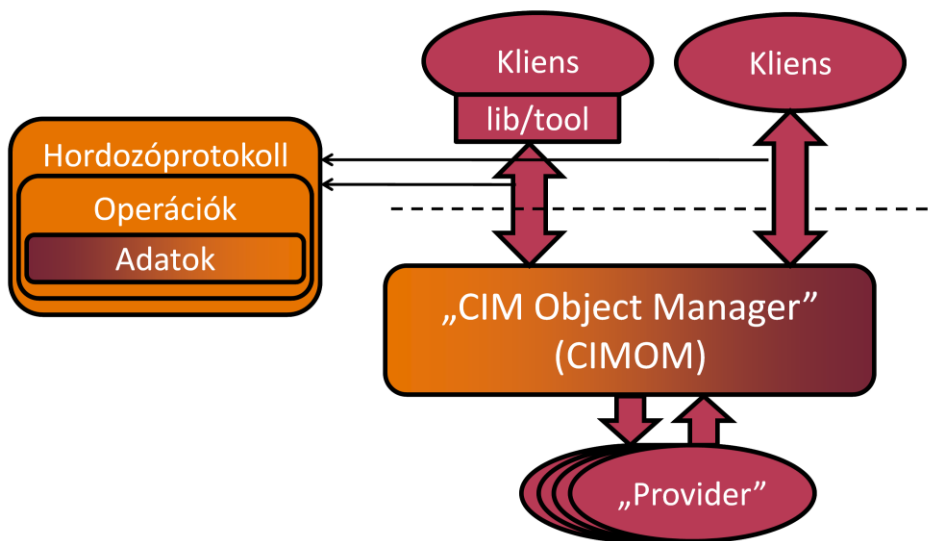 Kliens
lib/tool
Kliens
Hordozóprotokoll
Operációk
Adatok
„CIM Object Manager”
(CIMOM)
„Provider”